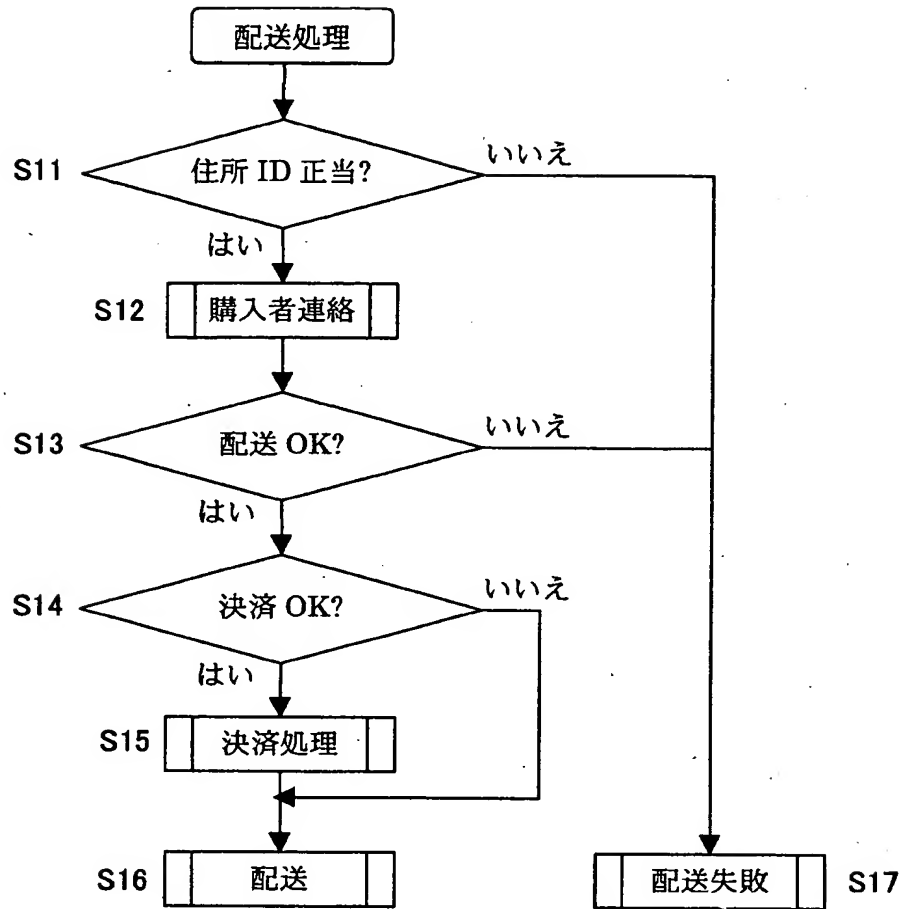 配送処理
S11
住所 ID 正当?
いいえ
はい
S12
購入者連絡
S13
配送 OK?
いいえ
はい
S14
決済 OK?
いいえ
はい
S15
決済処理
S16
配送
配送失敗
S17